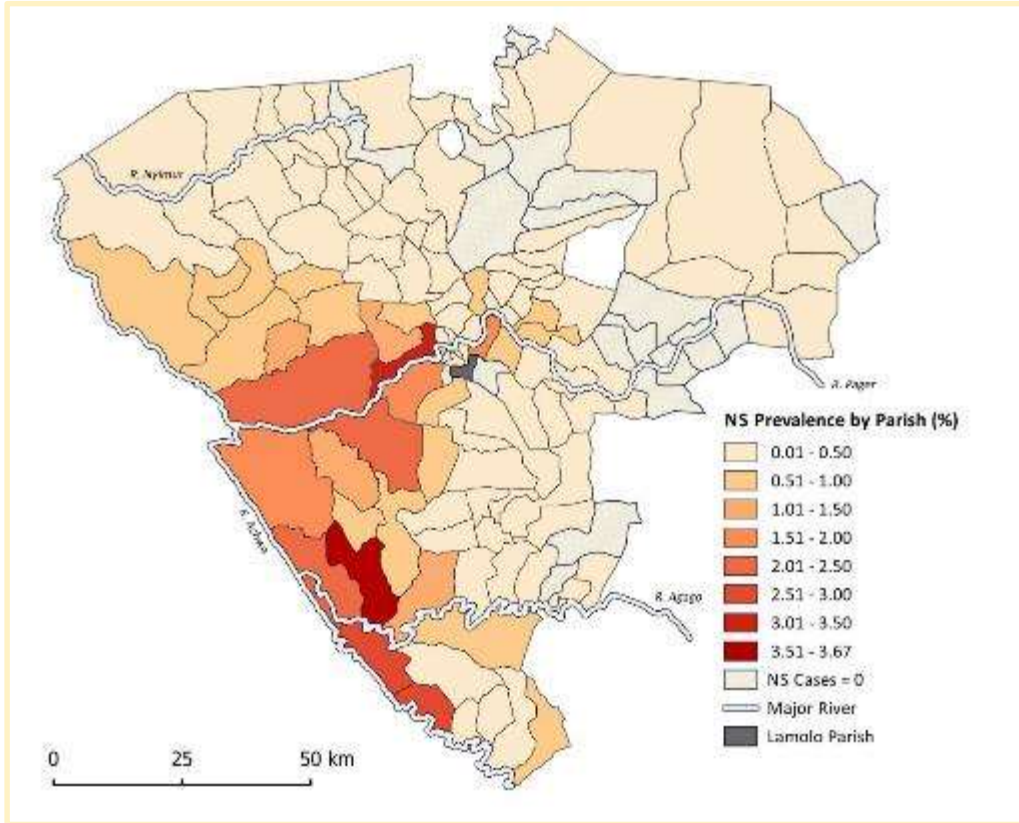 R. Nyimur
R. Pager
NS Prevalence by Parish (%)
0.01 - 0.50
0.51 - 1.00
1.01 - 1.50
1.51 - 2.00
2.01 - 2.50
2.51 - 3.00
3.01 - 3.50
3.51 - 3.67
NS Cases = 0
Major River
Lamolo Parish
R. Achwa
R. Agago
0 25 50 km